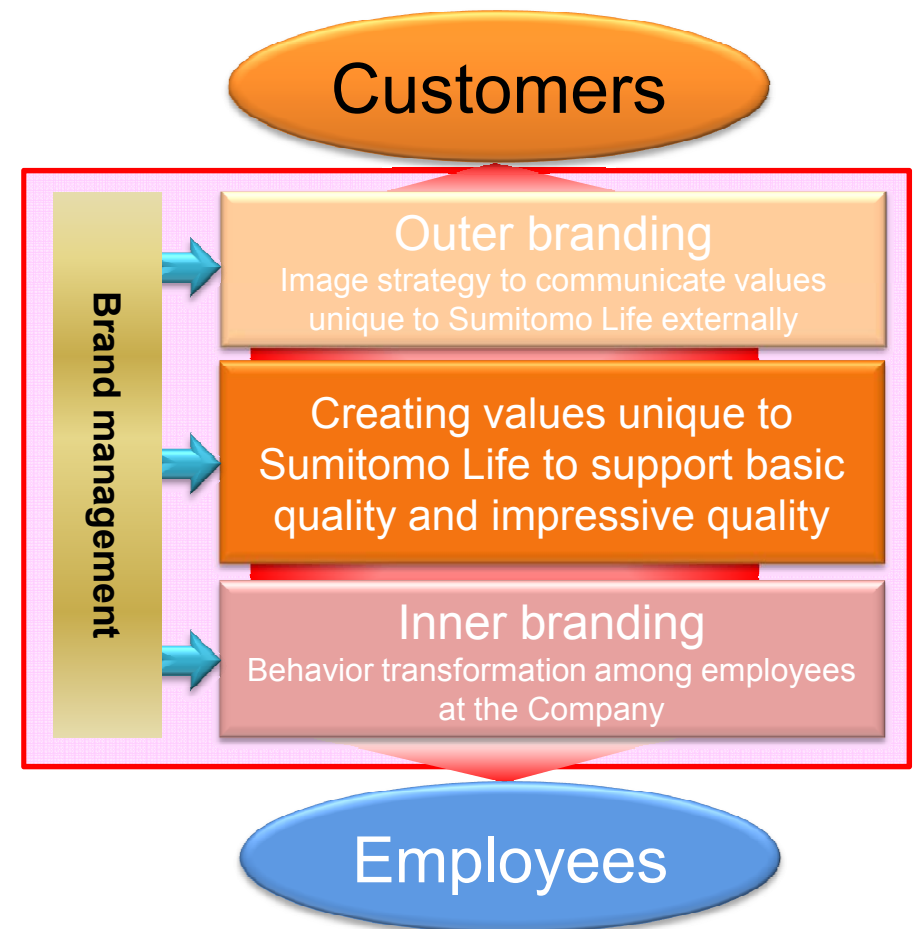 Customers
Brand management
Outer branding
Image strategy to communicate values
unique to Sumitomo Life externally
Creating values unique to
Sumitomo Life to support basic
quality and impressive quality
Inner branding
Behavior transformation among employees
at the Company
Employees